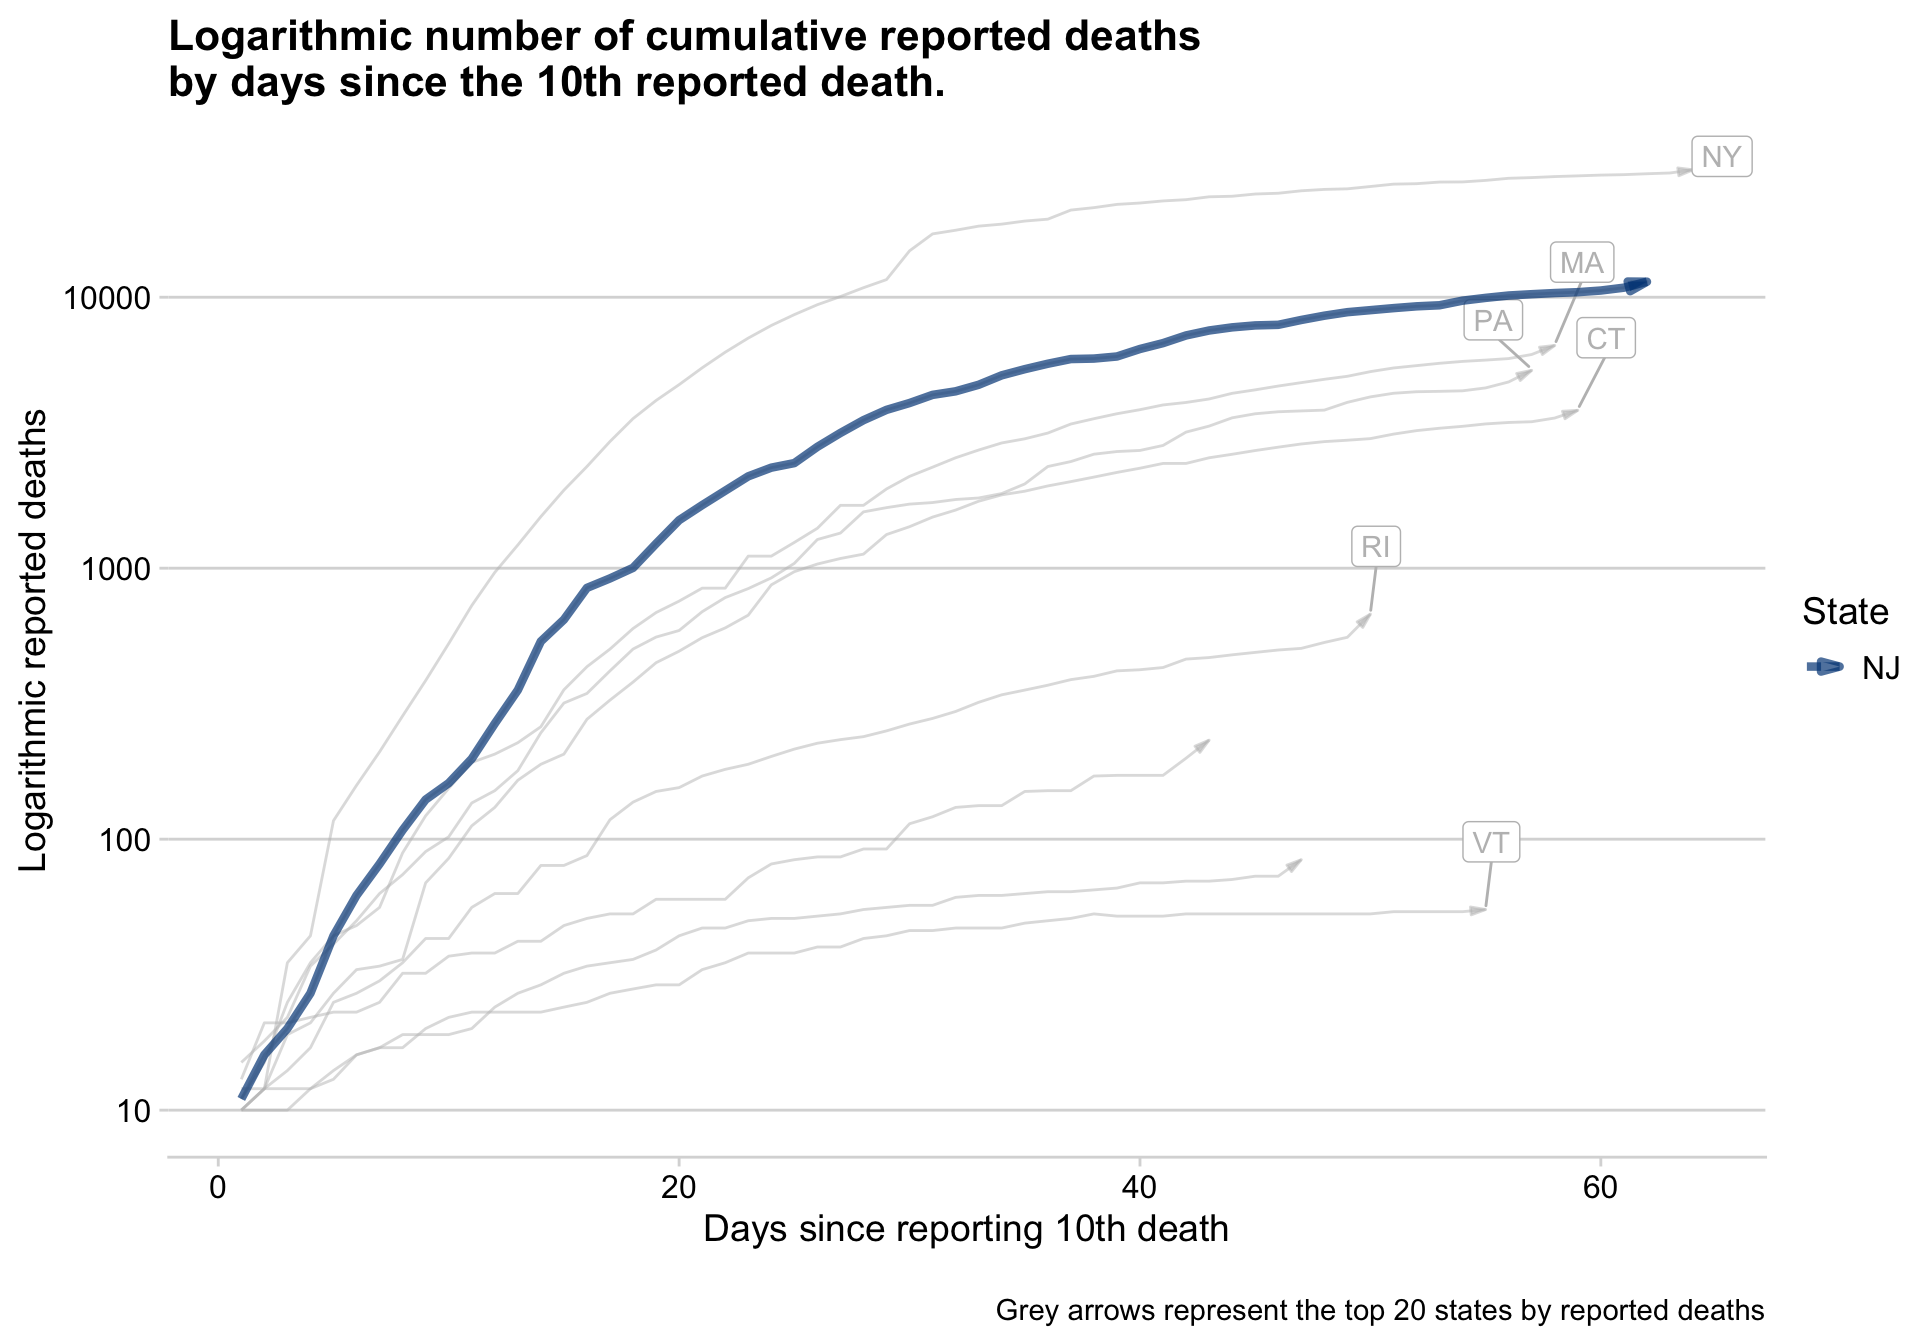 Logarithmic number of cumulative reported deaths
by days since the 10th reported death.
NY
MA
PA
CT
RI
VT
10000
1000
100
10
Logarithmic reported deaths
0 20 40 60
Days since reporting 10th death
State
NJ
Grey arrows represent the top 20 states by reported deaths